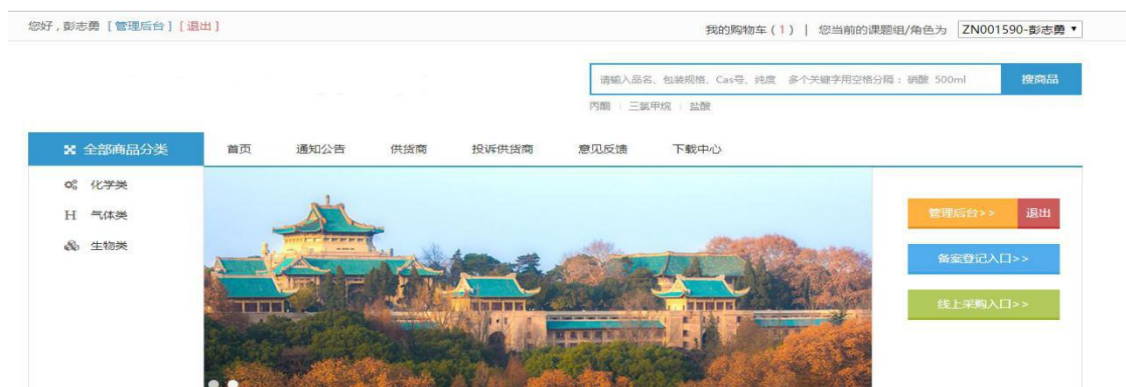 您好，彭志勇 [ 管理后台 ] [ 退出 ]
我的购物车 ( 1 ) | 您当前的课题组/角色为 ZN001590-彭志勇
请输入品名、包装规格、Cas号、纯度 多个关键字用空格分隔：硝酸 500ml 搜商品
丙酮 | 三氯甲烷 | 盐酸
全部商品分类 首页 通知公告 供货商 投诉供货商 意见反馈 下载中心
化学类
气体类
生物类
管理后台>> 退出
备案登记入口>>
线上采购入口>>